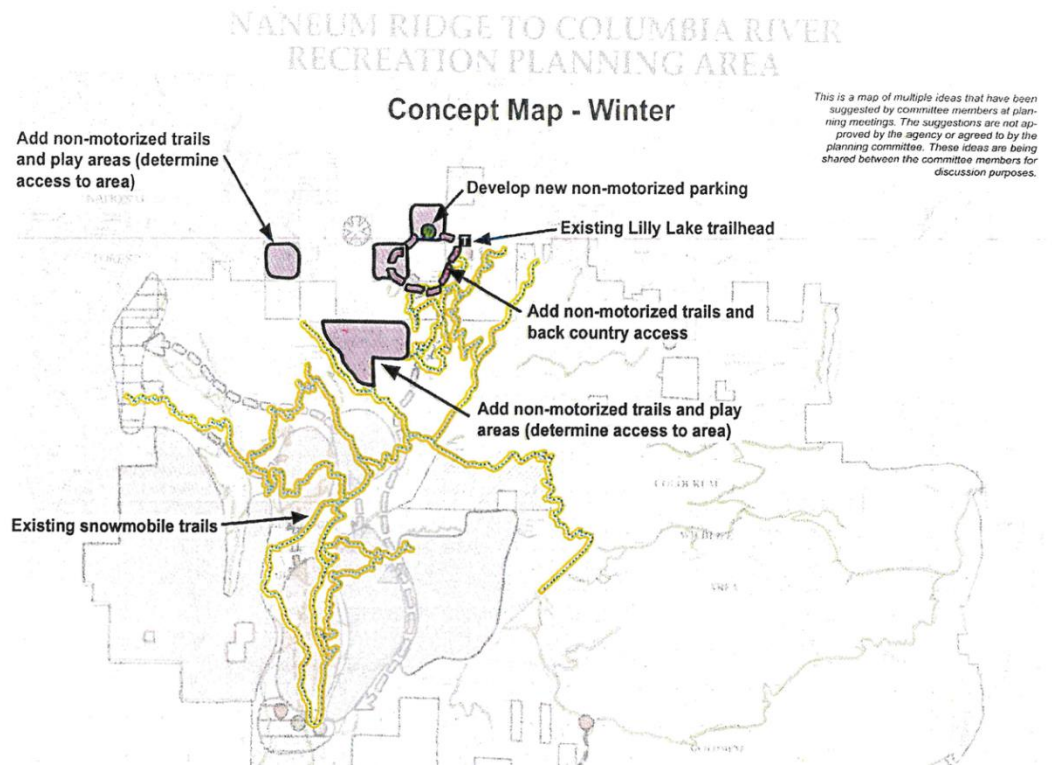 NANEUM RIDGE TO COLUMBIA RIVER
RECREATION PLANNING AREA
Concept Map - Winter
This is a map of multiple ideas that have been
suggested by committee members at plan-
ning meetings. The suggestions are not ap-
proved by the agency or agreed to by the
planning committee. These ideas are being
shared between the committee members for
discussion purposes.
Add non-motorized trails
and play areas (determine
access to area)
Develop new non-motorized parking
T
Existing Lilly Lake trailhead
Add non-motorized trails and
back country access
Add non-motorized trails and play
areas (determine access to area)
Existing snowmobile trails
NATIONAL
FOREST
COLOCKUM
WILDLIFE
AREA